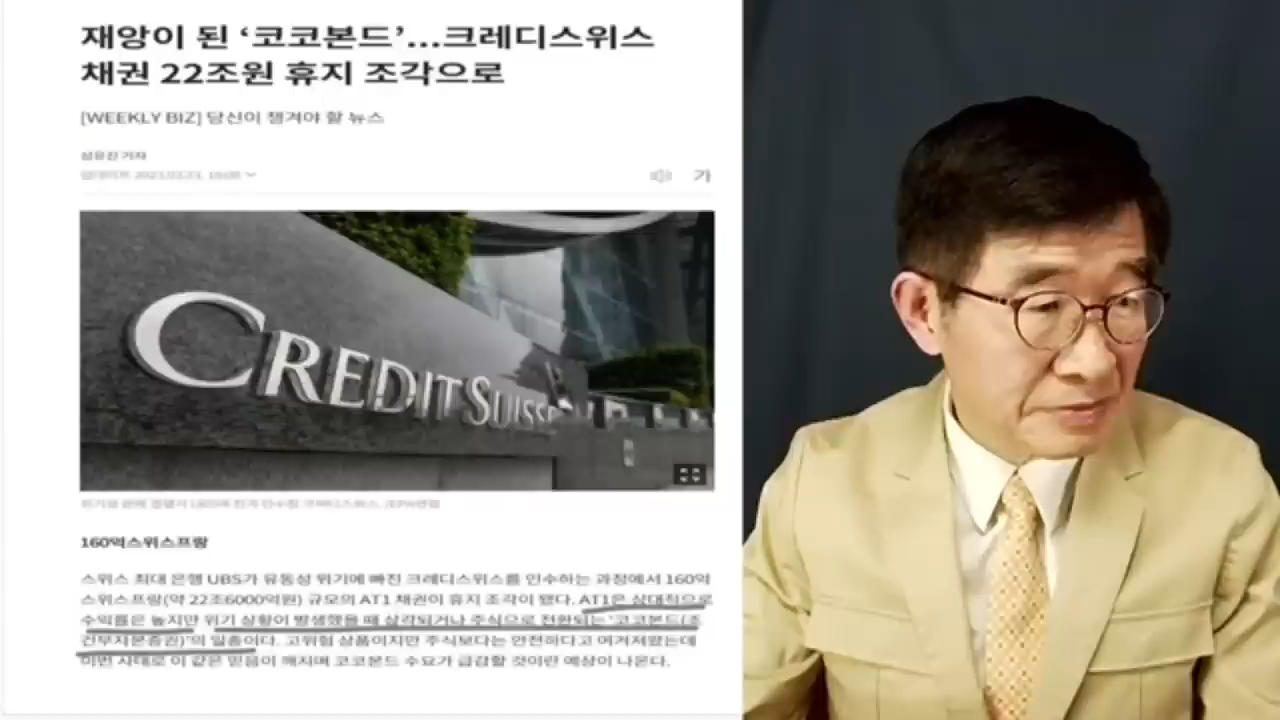 재앙이 된 ‘코코본드’…크레디스위스
채권 22조원 휴지 조각으로
[WEEKLY BIZ] 당신이 챙겨야 할 뉴스
가
CREDIT SUISSE
160억스위스프랑
스위스 최대 은행 UBS가 유동성 위기에 빠진 크레디스위스를 인수하는 과정에서 160억
스위스프랑(약 22조6000억원) 규모의 AT1 채권이 휴지 조각이 됐다. AT1은 상대적으로
수익률은 높지만 위기 상황이 발생했을 때 상각되거나 주식으로 전환되는 ‘코코본드(조
건부자본증권)’의 일종이다. 고위험 상품이지만 주식보다는 안전하다고 여겨져왔는데
이번 사태로 이 같은 믿음이 깨지며 코코본드 수요가 급감할 것이란 예상이 나온다.